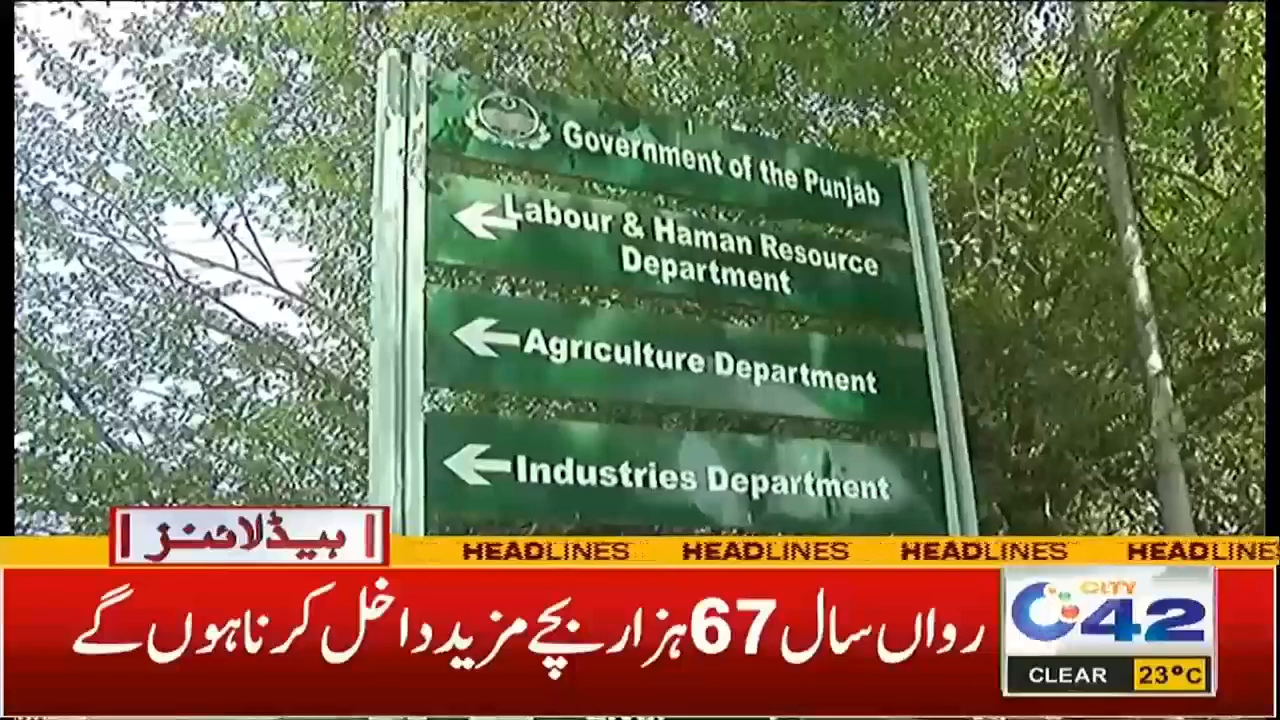 Government of the Punjab
Labour & Haman Resource
Department
Agriculture Department
Industries Department
ہیڈلائنز
HEADLINES HEADLINES HEADLINES HEADLINES
رواں سال 67 ہزار بچے مزید داخل کرنا ہوں گے
CITY
42
CLEAR 23°C